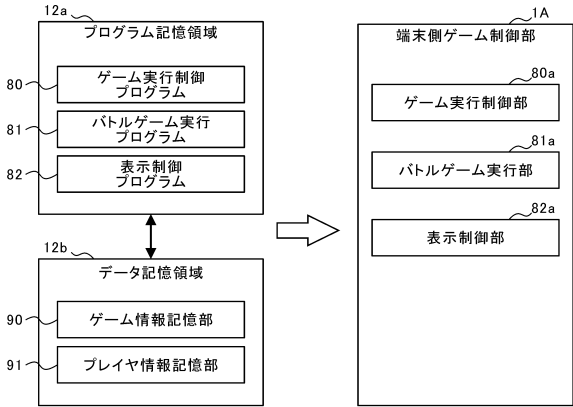 12a
プログラム記憶領域
80
ゲーム実行制御
プログラム
81
バトルゲーム実行
プログラム
82
表示制御
プログラム
12b
データ記憶領域
90
ゲーム情報記憶部
91
プレイヤ情報記憶部
1A
端末側ゲーム制御部
80a
ゲーム実行制御部
81a
バトルゲーム実行部
82a
表示制御部